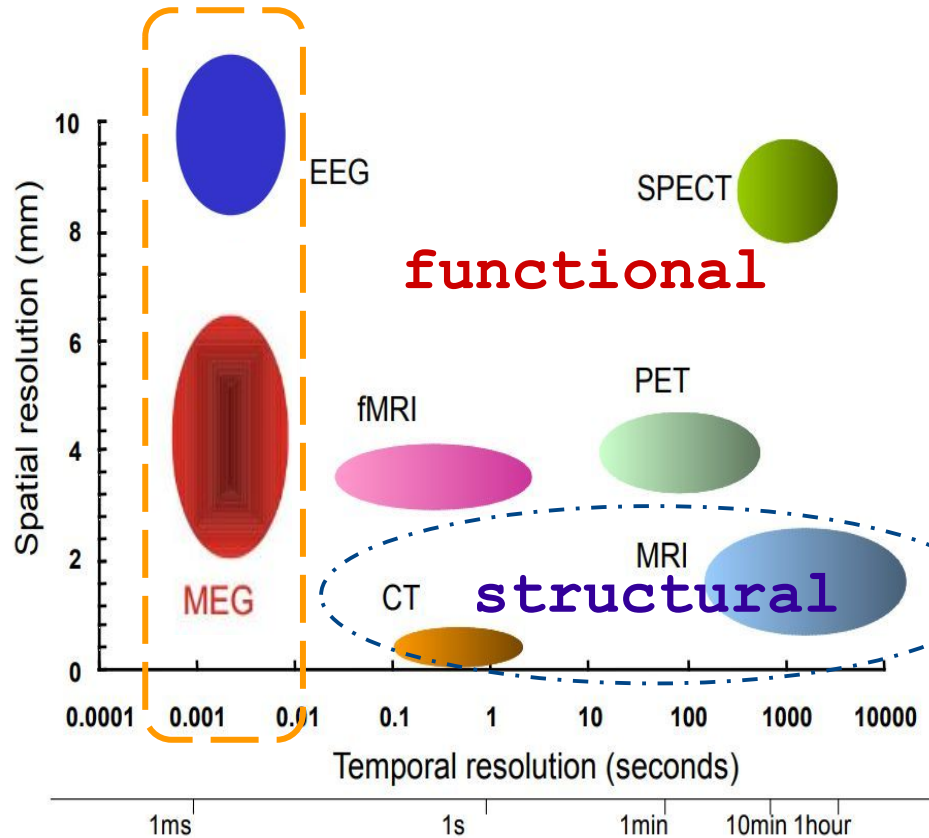 10
EEG
SPECT
Spatial resolution (mm)
8
functional
6
PET
fMRI
4
2
MRI
MEG
CT
structural
0
0.0001 0.001 0.01 0.1 1 10 100 1000 10000
Temporal resolution (seconds)
1ms 1s 1min 10min 1hour